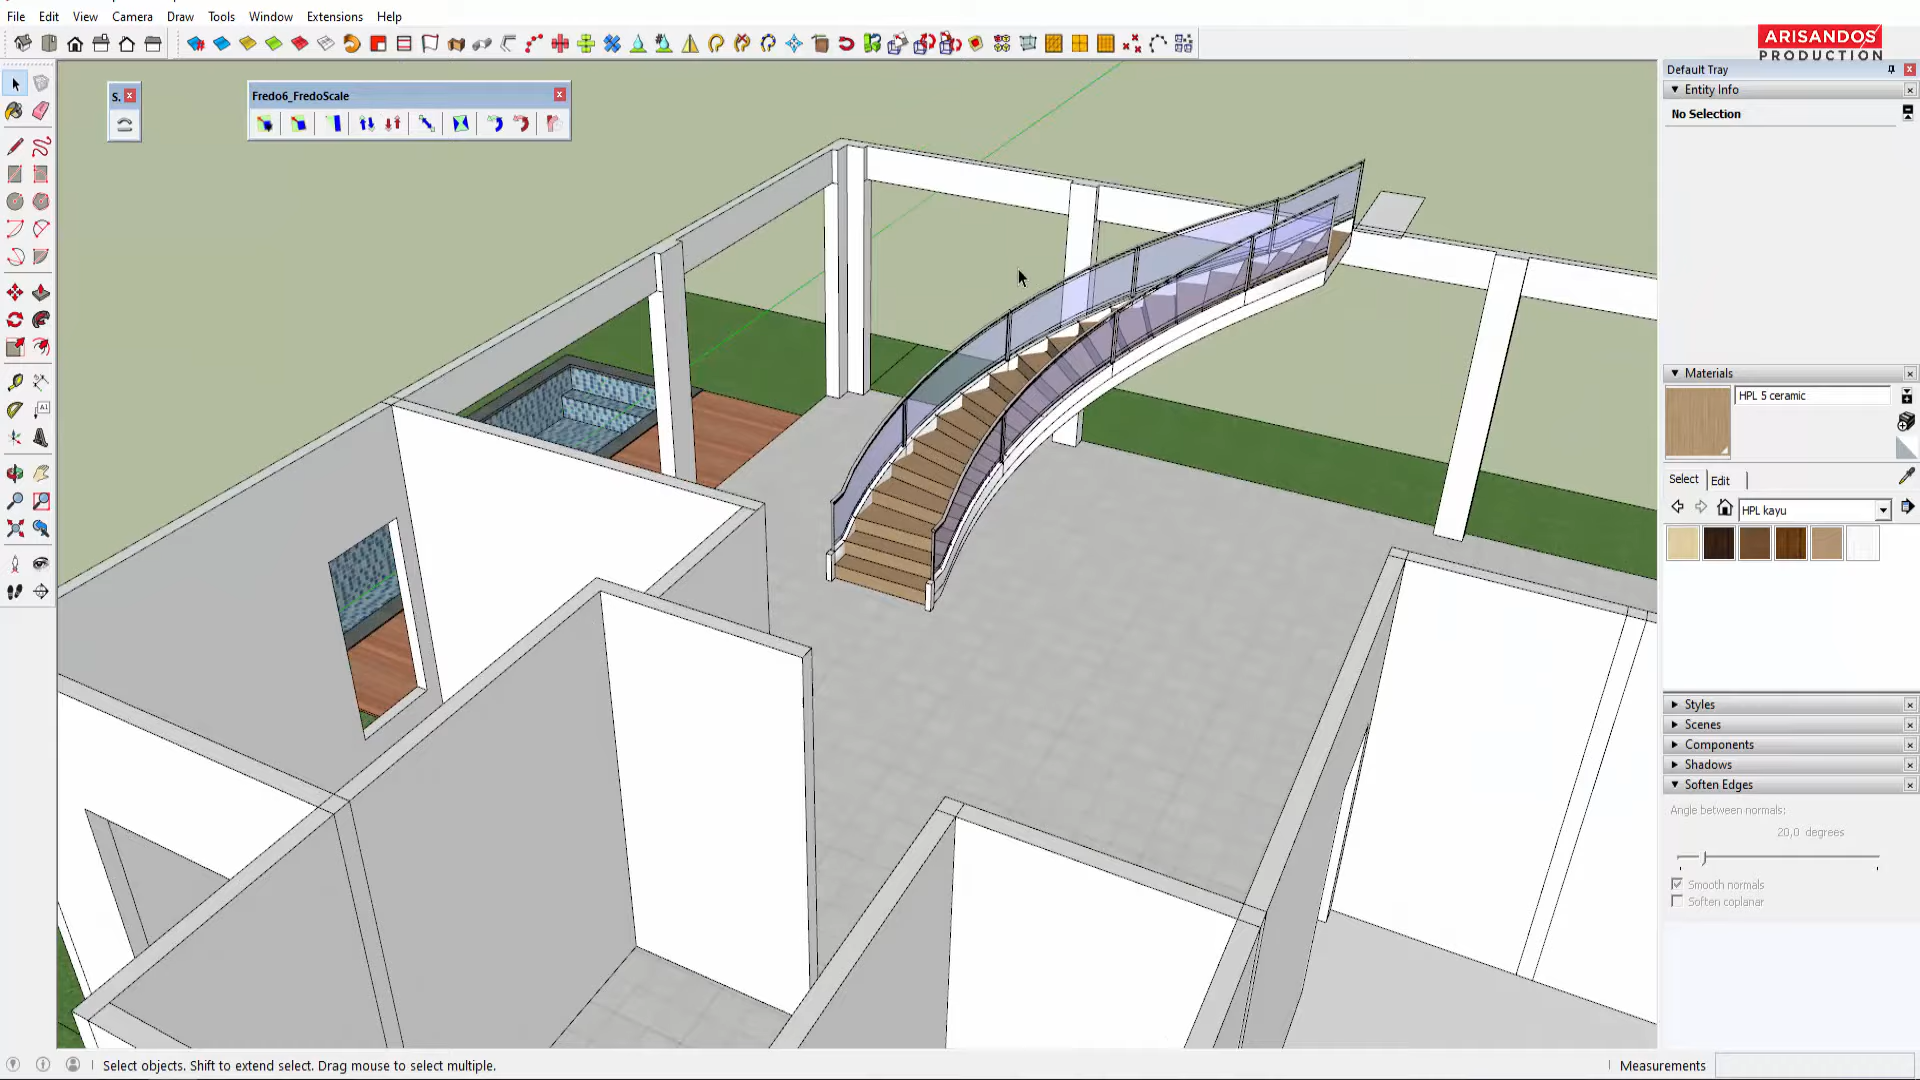 File Edit View Camera Draw Tools Window Extensions Help
ARISANDOS
PRODUCTION
Default Tray
S.
Fredo6_FredoScale
Entity Info
No Selection
Materials
HPL 5 ceramic
Select Edit
HPL kayu
Styles
Scenes
Components
Shadows
Soften Edges
Angle between normals:
20,0 degrees
Smooth normals
Soften coplanar
Select objects. Shift to extend select. Drag mouse to select multiple.
Measurements